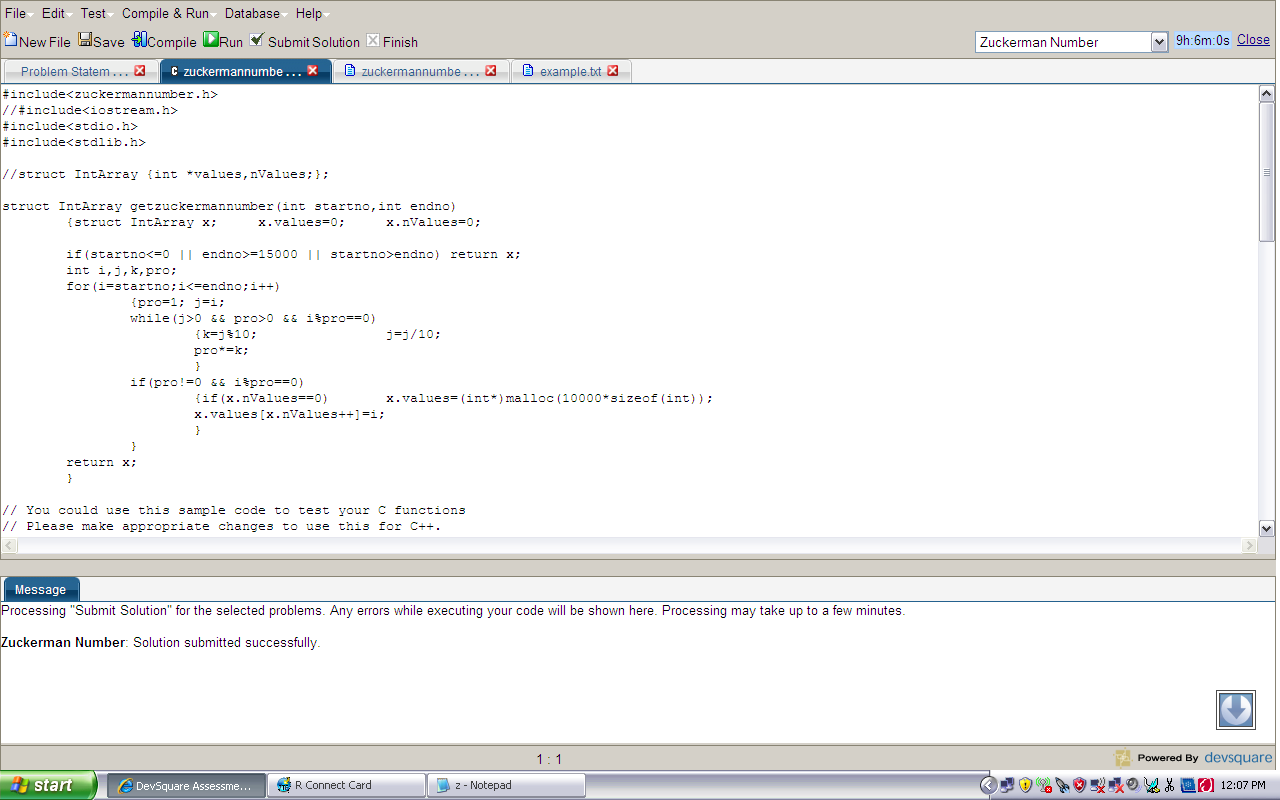 File Edit Test Compile & Run Database Help
New File Save Compile Run Submit Solution Finish Zuckerman Number 9h:6m:0s Close
Problem Statem . . . zuckermannumbe . . . zuckermannumbe . . . example.txt
#include<zuckermannumber.h>
//#include<iostream.h>
#include<stdio.h>
#include<stdlib.h>
//struct IntArray {int *values,nValues;};
struct IntArray getzuckermannumber(int startno,int endno)
{struct IntArray x; x.values=0; x.nValues=0;
if(startno<=0 || endno>=15000 || startno>endno) return x;
int i,j,k,pro;
for(i=startno;i<=endno;i++)
{pro=1; j=i;
while(j>0 && pro>0 && i%pro==0)
{k=j%10; j=j/10;
pro*=k;
}
if(pro!=0 && i%pro==0)
{if(x.nValues==0) x.values=(int*)malloc(10000*sizeof(int));
x.values[x.nValues++]=i;
}
}
return x;
}
// You could use this sample code to test your C functions
// Please make appropriate changes to use this for C++.
Message
Processing "Submit Solution" for the selected problems. Any errors while executing your code will be shown here. Processing may take up to a few minutes.
Zuckerman Number: Solution submitted successfully.
1 : 1
Powered By devsquare
start DevSquare Assessme... R Connect Card z - Notepad 12:07 PM